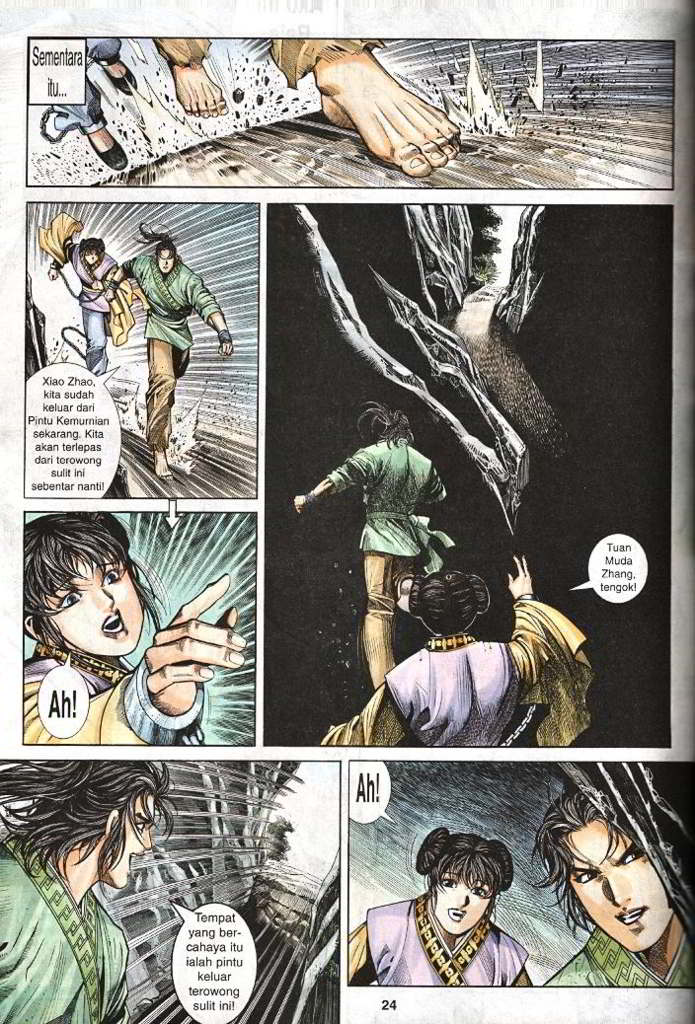 Sementara
itu...
Xiao Zhao,
kita sudah
keluar dari
Pintu Kemurnian
sekarang. Kita
akan terlepas
dari terowong
sulit ini
sebentar nanti!
Ah!
Tuan
Muda
Zhang,
tengok!
Tempat
yang ber-
cahaya itu
ialah pintu
keluar
terowong
sulit ini!
Ah!
24